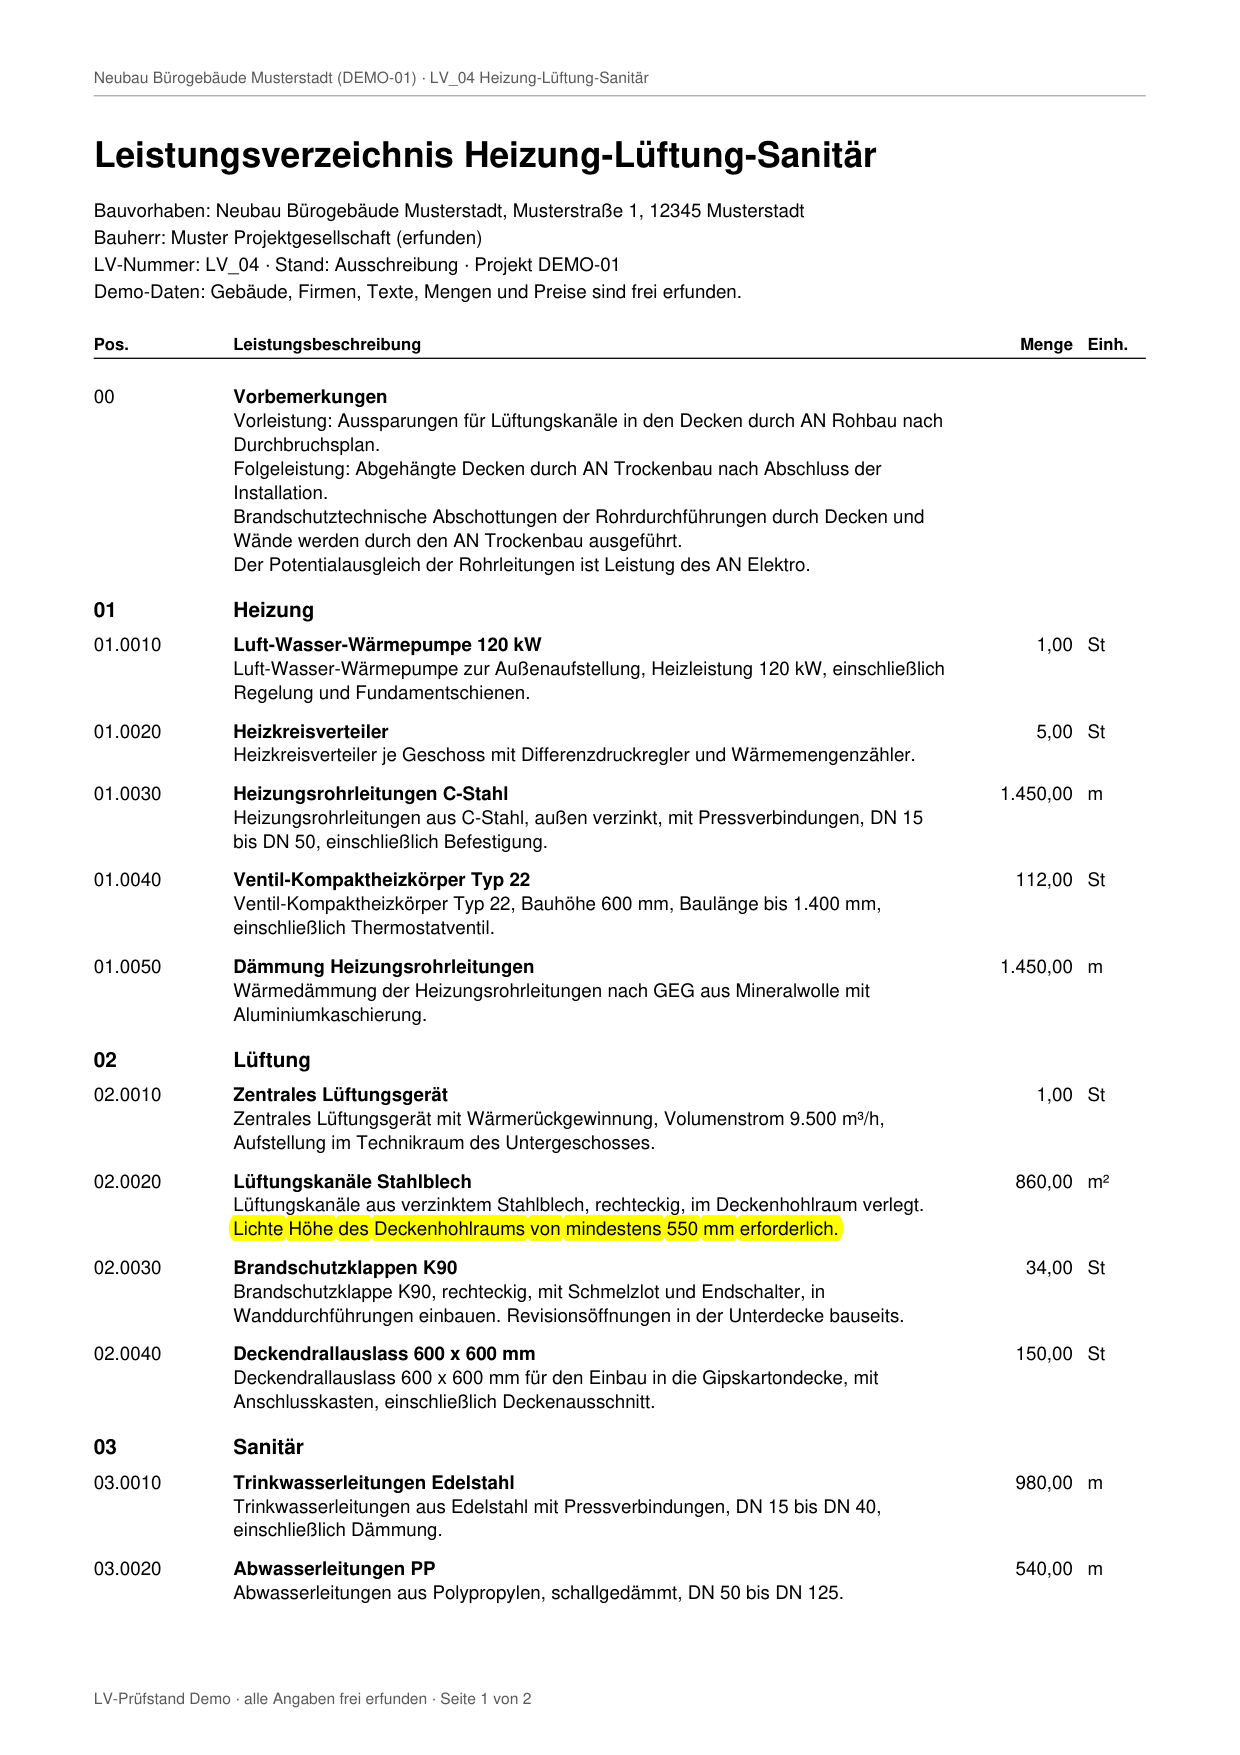 Neubau Bürogebäude Musterstadt (DEMO-01) · LV_04 Heizung-Lüftung-Sanitär
Leistungsverzeichnis Heizung-Lüftung-Sanitär
Bauvorhaben: Neubau Bürogebäude Musterstadt, Musterstraße 1, 12345 Musterstadt
Bauherr: Muster Projektgesellschaft (erfunden)
LV-Nummer: LV_04 · Stand: Ausschreibung · Projekt DEMO-01
Demo-Daten: Gebäude, Firmen, Texte, Mengen und Preise sind frei erfunden.
Pos. Leistungsbeschreibung Menge Einh.
00 Vorbemerkungen
Vorleistung: Aussparungen für Lüftungskanäle in den Decken durch AN Rohbau nach
Durchbruchsplan.
Folgeleistung: Abgehängte Decken durch AN Trockenbau nach Abschluss der
Installation.
Brandschutztechnische Abschottungen der Rohrdurchführungen durch Decken und
Wände werden durch den AN Trockenbau ausgeführt.
Der Potentialausgleich der Rohrleitungen ist Leistung des AN Elektro.
01 Heizung
01.0010 Luft-Wasser-Wärmepumpe 120 kW 1,00 St
Luft-Wasser-Wärmepumpe zur Außenaufstellung, Heizleistung 120 kW, einschließlich
Regelung und Fundamentschienen.
01.0020 Heizkreisverteiler 5,00 St
Heizkreisverteiler je Geschoss mit Differenzdruckregler und Wärmemengenzähler.
01.0030 Heizungsrohrleitungen C-Stahl 1.450,00 m
Heizungsrohrleitungen aus C-Stahl, außen verzinkt, mit Pressverbindungen, DN 15
bis DN 50, einschließlich Befestigung.
01.0040 Ventil-Kompaktheizkörper Typ 22 112,00 St
Ventil-Kompaktheizkörper Typ 22, Bauhöhe 600 mm, Baulänge bis 1.400 mm,
einschließlich Thermostatventil.
01.0050 Dämmung Heizungsrohrleitungen 1.450,00 m
Wärmedämmung der Heizungsrohrleitungen nach GEG aus Mineralwolle mit
Aluminiumkaschierung.
02 Lüftung
02.0010 Zentrales Lüftungsgerät 1,00 St
Zentrales Lüftungsgerät mit Wärmerückgewinnung, Volumenstrom 9.500 m³/h,
Aufstellung im Technikraum des Untergeschosses.
02.0020 Lüftungskanäle Stahlblech 860,00 m²
Lüftungskanäle aus verzinktem Stahlblech, rechteckig, im Deckenhohlraum verlegt.
Lichte Höhe des Deckenhohlraums von mindestens 550 mm erforderlich.
02.0030 Brandschutzklappen K90 34,00 St
Brandschutzklappe K90, rechteckig, mit Schmelzlot und Endschalter, in
Wanddurchführungen einbauen. Revisionsöffnungen in der Unterdecke bauseits.
02.0040 Deckendrallauslass 600 x 600 mm 150,00 St
Deckendrallauslass 600 x 600 mm für den Einbau in die Gipskartondecke, mit
Anschlusskasten, einschließlich Deckenausschnitt.
03 Sanitär
03.0010 Trinkwasserleitungen Edelstahl 980,00 m
Trinkwasserleitungen aus Edelstahl mit Pressverbindungen, DN 15 bis DN 40,
einschließlich Dämmung.
03.0020 Abwasserleitungen PP 540,00 m
Abwasserleitungen aus Polypropylen, schallgedämmt, DN 50 bis DN 125.
LV-Prüfstand Demo · alle Angaben frei erfunden · Seite 1 von 2